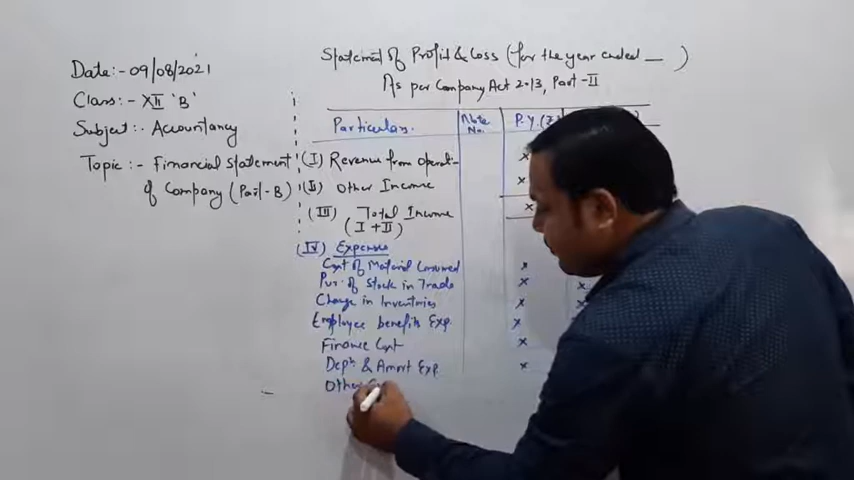 Date:- 09/08/2021
Class:- XII 'B'
Subject:- Accountancy
Topic:- Financial Statement
of Company (Part-B)
Statement of Profit & Loss (for the year ended __ )
As per Company Act 2013, Part-II
Particulars. Note No. P.Y. (₹)
(I) Revenue from operati- x
(II) Other Income x
(III) Total Income x
(I + II)
(IV) Expenses
Cost of Material Consumed x
Pur. of Stock in Trade x x
Change in Inventories x x
Employee benefits Exp. x
Finance Cost x
Depn & Amort Exp x
Other